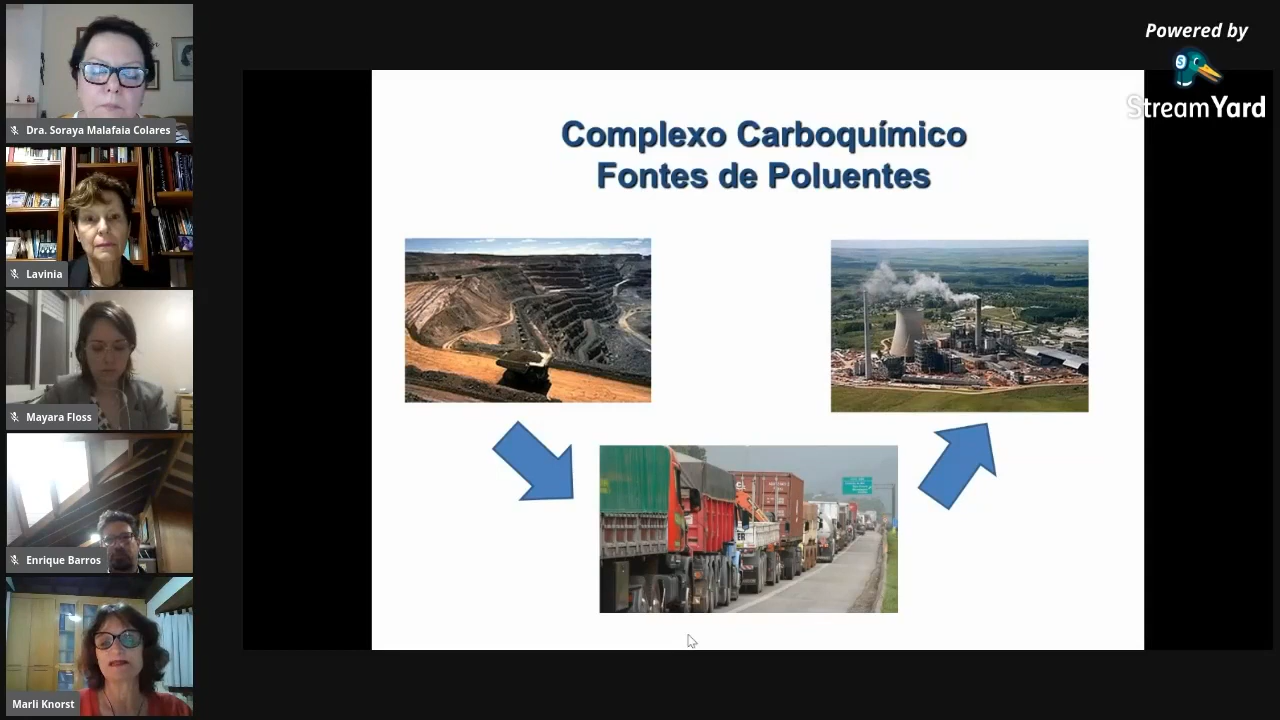 Dra. Soraya Malafaia Colares
Lavinia
Mayara Floss
Enrique Barros
Marli Knorst
Complexo Carboquímico
Fontes de Poluentes
Powered by
StreamYard